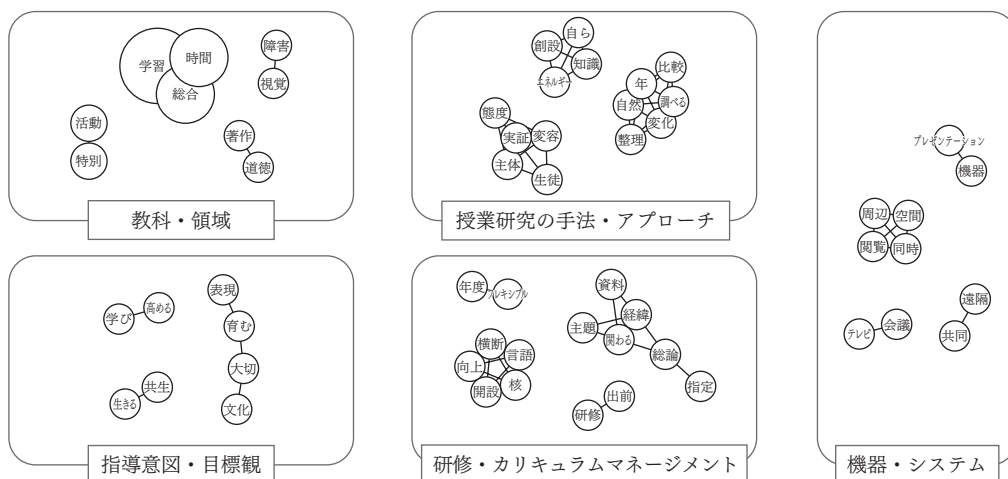 学習
時間
総合
障害
視覚
活動
特別
著作
道徳
教科・領域
自ら
創設
知識
エネルギー
比較
年
自然
調べる
変化
整理
態度
実証
変容
主体
生徒
授業研究の手法・アプローチ
プレゼンテーション
機器
周辺
空間
閲覧
同時
遠隔
テレビ
会議
共同
機器・システム
表現
学び
高める
育む
大切
共生
生きる
文化
指導意図・目標観
年度
フレキシブル
資料
経緯
主題
関わる
横断
言語
向上
開設
核
総論
指定
出前
研修
研修・カリキュラムマネージメント